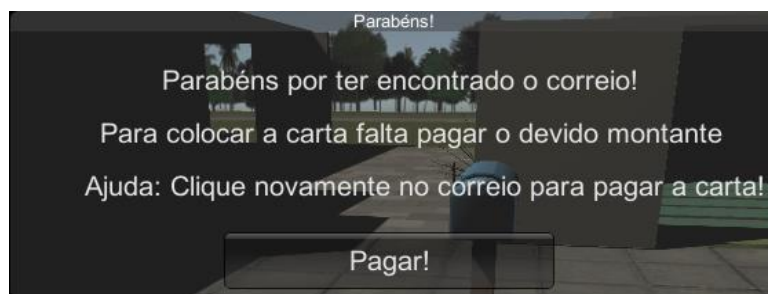 Parabéns!
Parabéns por ter encontrado o correio!
Para colocar a carta falta pagar o devido montante
Ajuda: Clique novamente no correio para pagar a carta!
Pagar!